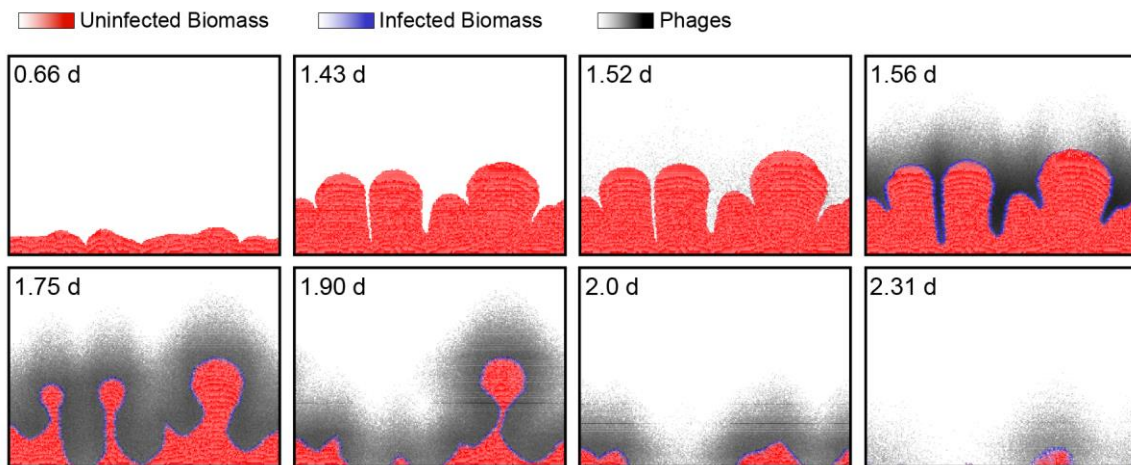 Uninfected Biomass Infected Biomass Phages
0.66 d 1.43 d 1.52 d 1.56 d
1.75 d 1.90 d 2.0 d 2.31 d